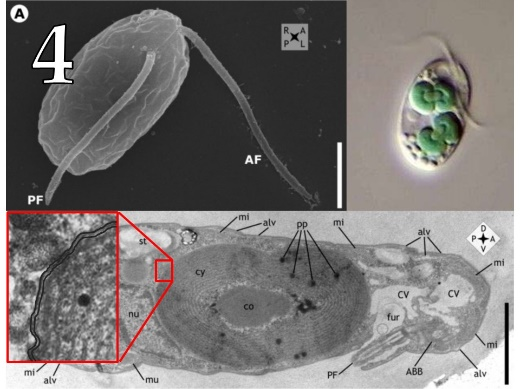 A
4
R A
P L
AF
PF
D
P A
V
mi
alv
pp
mi
alv
st
mi
cy
CV
CV
co
fur
nu
mi
mi
alv
mu
PF
ABB
alv